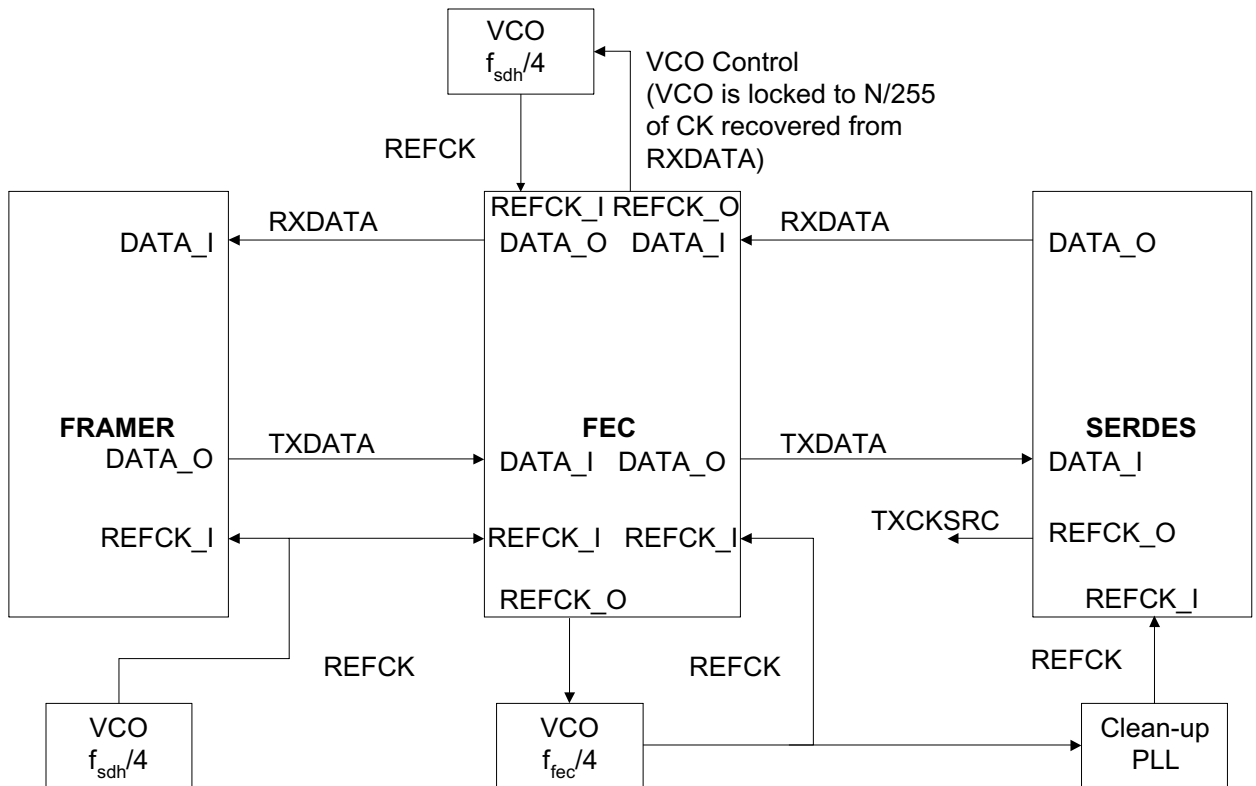 VCO
f_sdh/4
VCO Control
(VCO is locked to N/255
of CK recovered from
RXDATA)
REFCK
REFCK_I REFCK_O
RXDATA
RXDATA
DATA_I
DATA_O DATA_I
DATA_O
FRAMER
FEC
SERDES
TXDATA
TXDATA
DATA_O
DATA_I DATA_O
DATA_I
TXCKSRC
REFCK_I
REFCK_I REFCK_I
REFCK_O
REFCK_O
REFCK_I
REFCK
REFCK
REFCK
VCO
f_sdh/4
VCO
f_fec/4
Clean-up
PLL